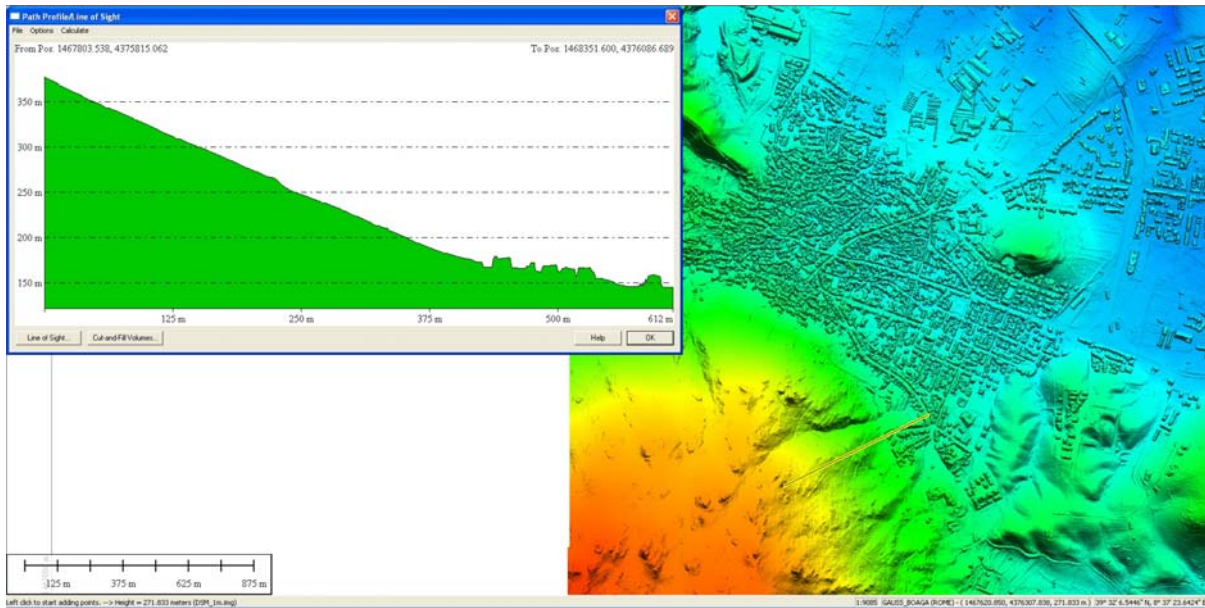 Path Profile/Line of Sight
File Options Calculate
From Pos: 1467803.538, 4375815.062 To Pos: 1468351.600, 4376086.689
350 m
300 m
250 m
200 m
150 m
125 m 250 m 375 m 500 m 612 m
Line of Sight... Cut-and-Fill Volumes... Help OK
125 m 375 m 625 m 875 m
Left click to start adding points. --> Height = 271.833 meters (DSM_1m.img) 1:9085 GAUSS_BOAGA (ROME) - ( 1467620.850, 4376307.838, 271.833 m ) 39° 32' 6.5446" N, 8° 37' 23.6424" E